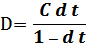 D= C d t / 1 – d t